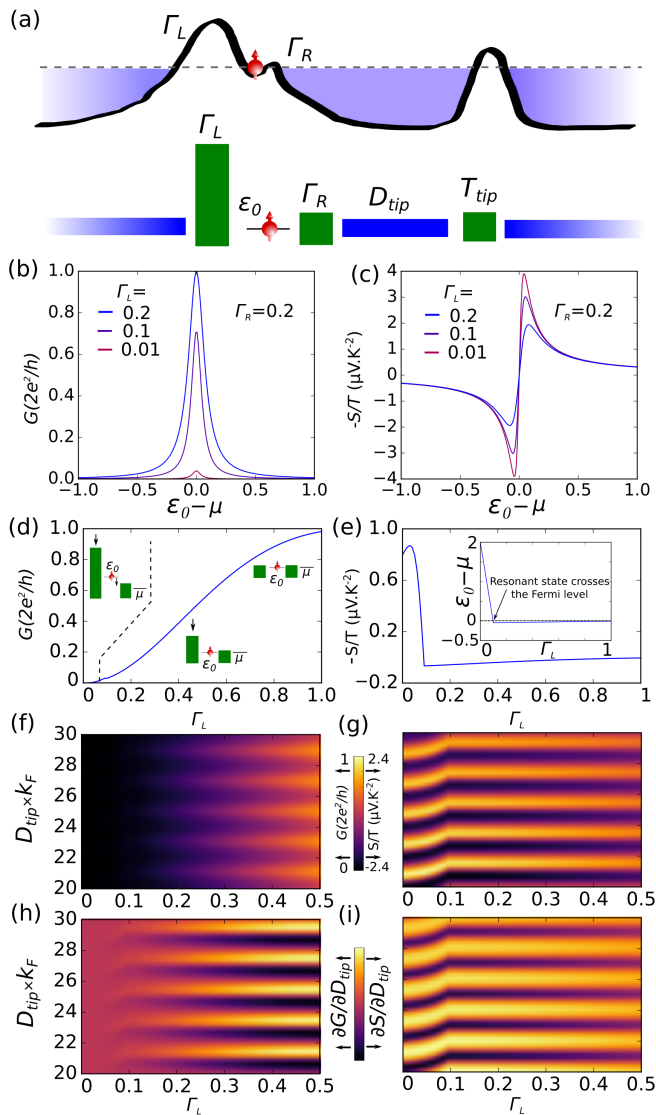 (a)
Γ_L
Γ_R
Γ_L
ε_0
Γ_R
D_tip
T_tip
(b)
1.0
0.8
0.6
0.4
0.2
0.0
G(2e²/h)
Γ_L=
0.2
0.1
0.01
Γ_R=0.2
−1.0
−0.5
0.0
0.5
1.0
ε_0−μ
(c)
4
3
2
1
0
−1
−2
−3
−4
-S/T (μV.K⁻²)
Γ_L=
0.2
0.1
0.01
Γ_R=0.2
−1.0
−0.5
0.0
0.5
1.0
ε_0−μ
(d)
1.0
0.8
0.6
0.4
0.2
0
G(2e²/h)
ε_0
μ
ε_0
μ
μ
0
0.2
0.4
0.6
0.8
1.0
Γ_L
(e)
1.0
0.6
0.2
−0.2
-S/T (μV.K⁻²)
2
0
−0.5
ε_0−μ
Resonant state crosses
the Fermi level
0
1
Γ_L
0
0.2
0.4
0.6
0.8
1
Γ_L
(f)
30
28
26
24
22
20
D_tip×k_F
0
0.1
0.2
0.3
0.4
0.5
1
2.4
G(2e²/h)
S/T (μV.K⁻²)
0
-2.4
(g)
0
0.1
0.2
0.3
0.4
0.5
(h)
30
28
26
24
22
20
D_tip×k_F
0
0.1
0.2
0.3
0.4
0.5
Γ_L
∂G/∂D_tip
∂S/∂D_tip
(i)
0
0.1
0.2
0.3
0.4
0.5
Γ_L